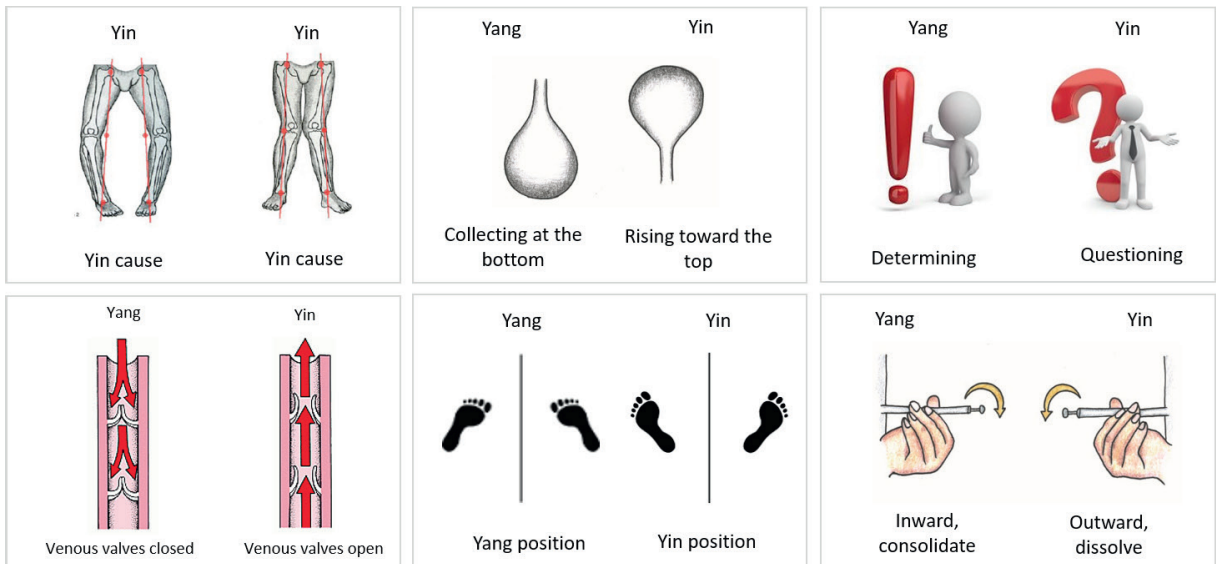 Yin Yin
Yin cause Yin cause
Yang Yin
Collecting at the
bottom
Rising toward the
top
Yang Yin
Determining Questioning
Yang Yin
Venous valves closed Venous valves open
Yang Yin
Yang position Yin position
Yang Yin
Inward,
consolidate
Outward,
dissolve